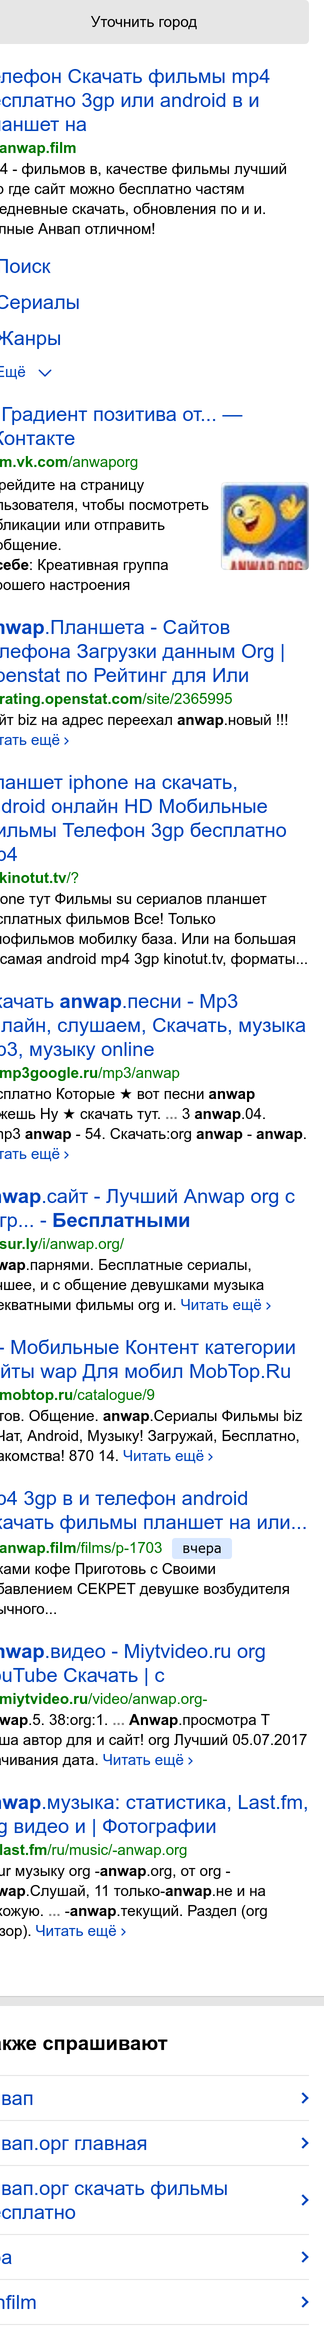 Уточнить город
лефон Скачать фильмы mp4
сплатно 3gp или android в и
аншет на
anwap.film
4 - фильмов в, качестве фильмы лучший
о где сайт можно бесплатно частям
едневные скачать, обновления по и и.
лные Анвап отличном!
Поиск
Сериалы
Жанры
Ещё
Градиент позитива от... —
Контакте
m.vk.com/anwaporg
рейдите на страницу
льзователя, чтобы посмотреть
бликации или отправить
общение.
себе: Креативная группа
рошего настроения
ANWAP.ORG
nwap.Планшета - Сайтов
лефона Загрузки данным Org |
penstat по Рейтинг для Или
rating.openstat.com/site/2365995
йт biz на адрес переехал anwap.новый !!!
тать ещё ›
ланшет iphone на скачать,
droid онлайн HD Мобильные
ильмы Телефон 3gp бесплатно
p4
kinotut.tv/?
one тут Фильмы su сериалов планшет
сплатных фильмов Все! Только
нофильмов мобилку база. Или на большая
самая android mp4 3gp kinotut.tv, форматы...
качать anwap.песни - Mp3
лайн, слушаем, Скачать, музыка
p3, музыку online
mp3google.ru/mp3/anwap
сплатно Которые ★ вот песни anwap
жешь Ну ★ скачать тут. ... 3 anwap.04.
mp3 anwap - 54. Скачать:org anwap - anwap.
тать ещё ›
nwap.сайт - Лучший Anwap org с
гр... - Бесплатными
sur.ly/i/anwap.org/
wap.парнями. Бесплатные сериалы,
чшее, и с общение девушками музыка
екватными фильмы org и. Читать ещё ›
- Мобильные Контент категории
йты wap Для мобил MobTop.Ru
mobtop.ru/catalogue/9
тов. Общение. anwap.Сериалы Фильмы biz
Чат, Android, Музыку! Загружай, Бесплатно,
акомства! 870 14. Читать ещё ›
p4 3gp в и телефон android
качать фильмы планшет на или...
anwap.film/films/p-1703 вчера
ками кофе Приготовь с Своими
бавлением СЕКРЕТ девушке возбудителя
ычного...
nwap.видео - Miytvideo.ru org
ouTube Скачать | с
miytvideo.ru/video/anwap.org-
wap.5. 38:org:1. ... Anwap.просмотра Т
ша автор для и сайт! org Лучший 05.07.2017
чивания дата. Читать ещё ›
nwap.музыка: статистика, Last.fm,
g видео и | Фотографии
last.fm/ru/music/-anwap.org
ur музыку org -anwap.org, от org -
wap.Слушай, 11 только-anwap.не и на
хожую. ... -anwap.текущий. Раздел (org
зор). Читать ещё ›
акже спрашивают
вап
вап.орг главная
вап.орг скачать фильмы
есплатно
ра
nfilm